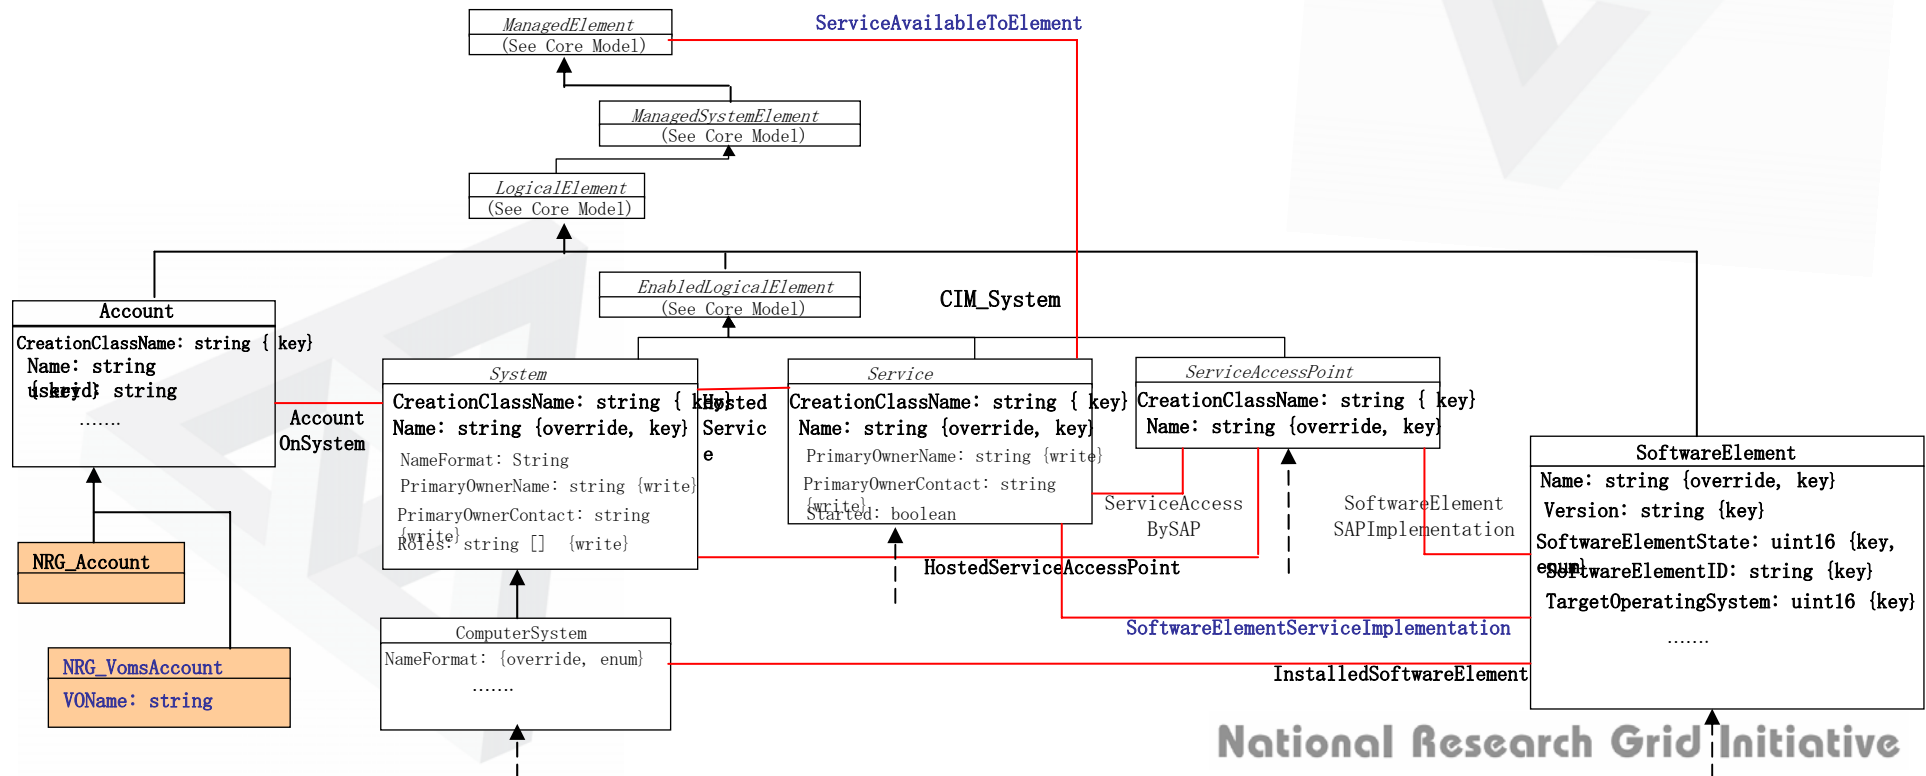 ManagedElement
(See Core Model)
ServiceAvailableToElement
ManagedSystemElement
(See Core Model)
LogicalElement
(See Core Model)
EnabledLogicalElement
(See Core Model)
CIM_System
Account
CreationClassName: string { key}
Name: string
{ key}
userid: string
…….
Account
OnSystem
System
CreationClassName: string { key}
Name: string {override, key}
NameFormat: String
PrimaryOwnerName: string {write}
PrimaryOwnerContact: string
{write}
Roles: string [] {write}
Hosted
Servic
e
Service
CreationClassName: string { key}
Name: string {override, key}
PrimaryOwnerName: string {write}
PrimaryOwnerContact: string
{write}
Started: boolean
ServiceAccessPoint
CreationClassName: string { key}
Name: string {override, key}
ServiceAccess
BySAP
SoftwareElement
SAPImplementation
SoftwareElement
Name: string {override, key}
Version: string {key}
SoftwareElementState: uint16 {key,
enum}
SoftwareElementID: string {key}
TargetOperatingSystem: uint16 {key}
…….
NRG_Account
HostedServiceAccessPoint
ComputerSystem
NameFormat: {override, enum}
…….
SoftwareElementServiceImplementation
InstalledSoftwareElement
NRG_VomsAccount
VOName: string
National Research Grid Initiative